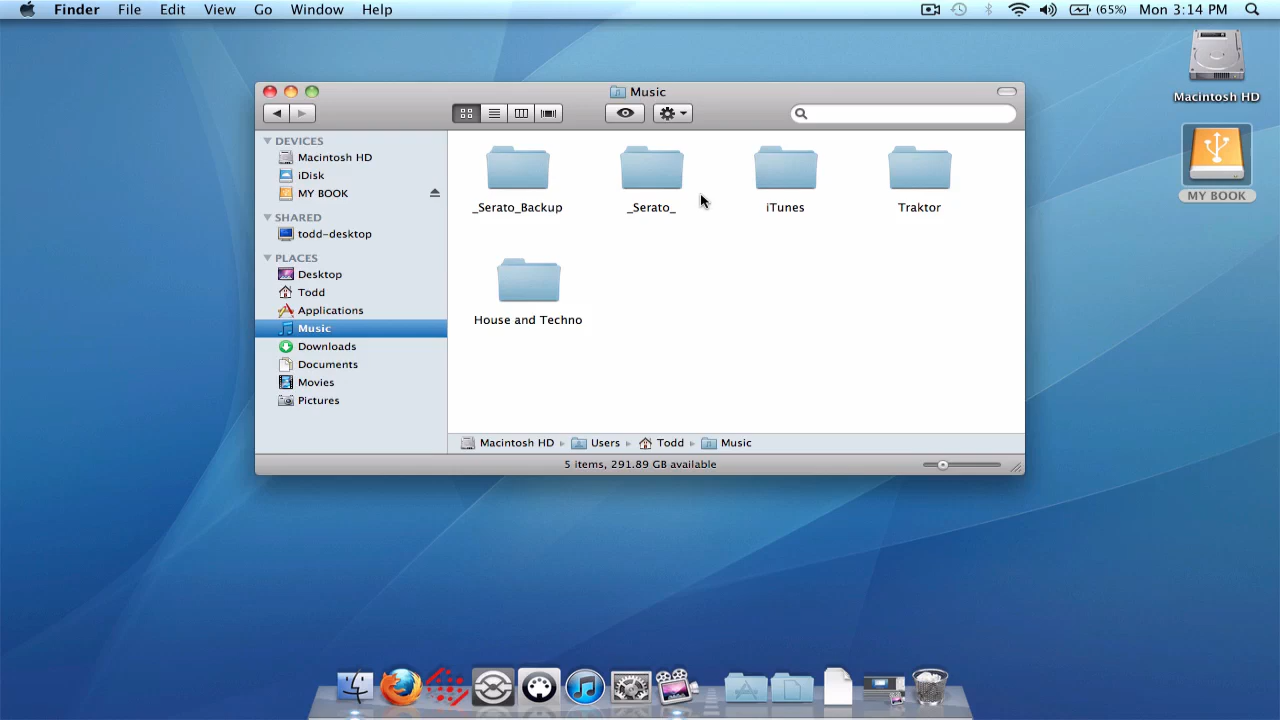 Finder File Edit View Go Window Help (65%) Mon 3:14 PM
Macintosh HD
MY BOOK
Music
DEVICES
Macintosh HD
iDisk
MY BOOK
SHARED
todd-desktop
PLACES
Desktop
Todd
Applications
Music
Downloads
Documents
Movies
Pictures
_Serato_Backup _Serato_ iTunes Traktor
House and Techno
Macintosh HD Users Todd Music
5 items, 291.89 GB available